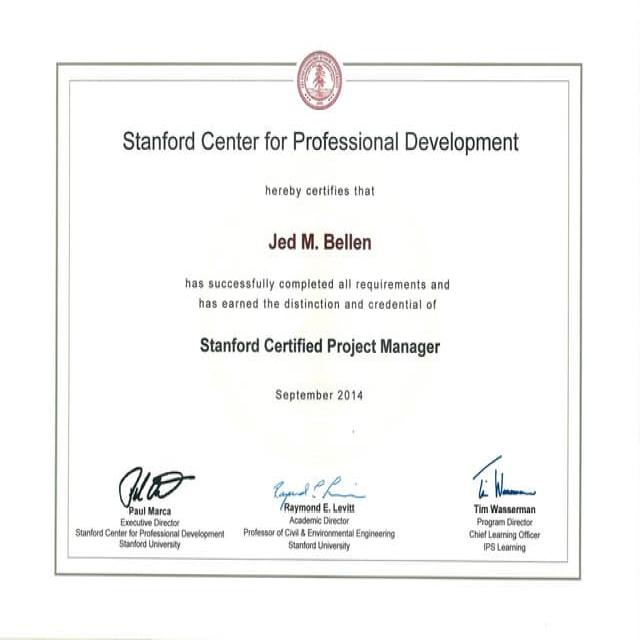 Stanford Center for Professional Development
hereby certifies that
Jed M. Bellen
has successfully completed all requirements and
has earned the distinction and credential of
Stanford Certified Project Manager
September 2014
Paul Marca
Executive Director
Stanford Center for Professional Development
Stanford University
Raymond E. Levitt
Academic Director
Professor of Civil & Environmental Engineering
Stanford University
Tim Wasserman
Program Director
Chief Learning Officer
IPS Learning